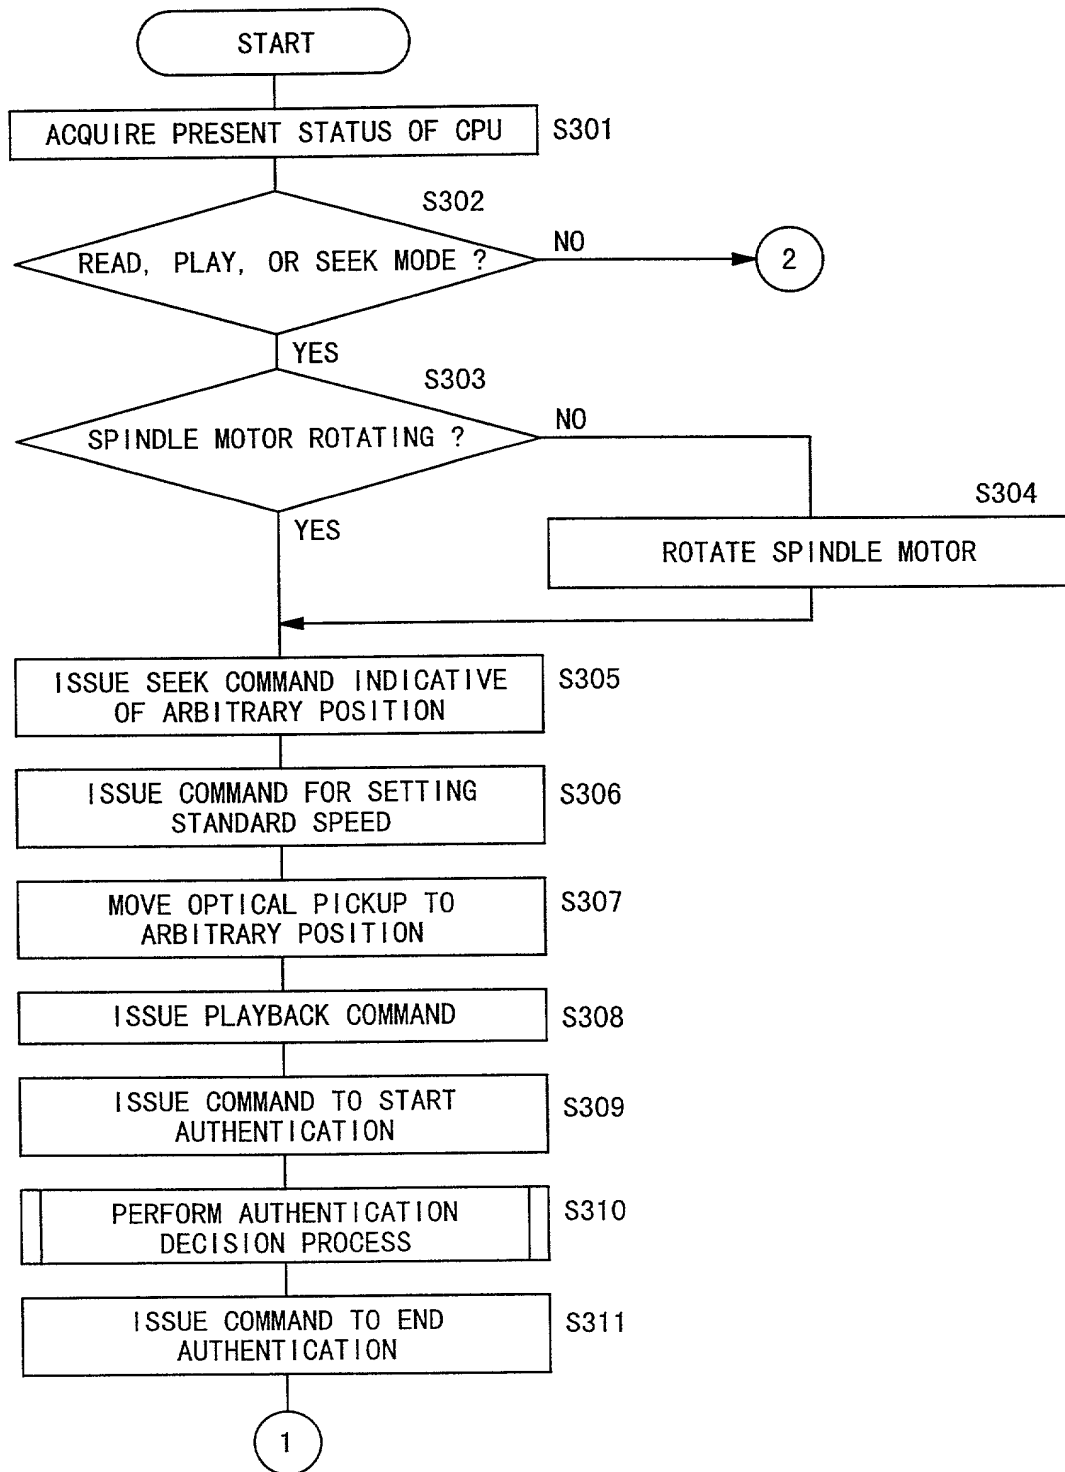 START
ACQUIRE PRESENT STATUS OF CPU
S301
S302
READ, PLAY, OR SEEK MODE ?
NO
2
YES
S303
SPINDLE MOTOR ROTATING ?
NO
YES
S304
ROTATE SPINDLE MOTOR
ISSUE SEEK COMMAND INDICATIVE
OF ARBITRARY POSITION
S305
ISSUE COMMAND FOR SETTING
STANDARD SPEED
S306
MOVE OPTICAL PICKUP TO
ARBITRARY POSITION
S307
ISSUE PLAYBACK COMMAND
S308
ISSUE COMMAND TO START
AUTHENTICATION
S309
PERFORM AUTHENTICATION
DECISION PROCESS
S310
ISSUE COMMAND TO END
AUTHENTICATION
S311
1